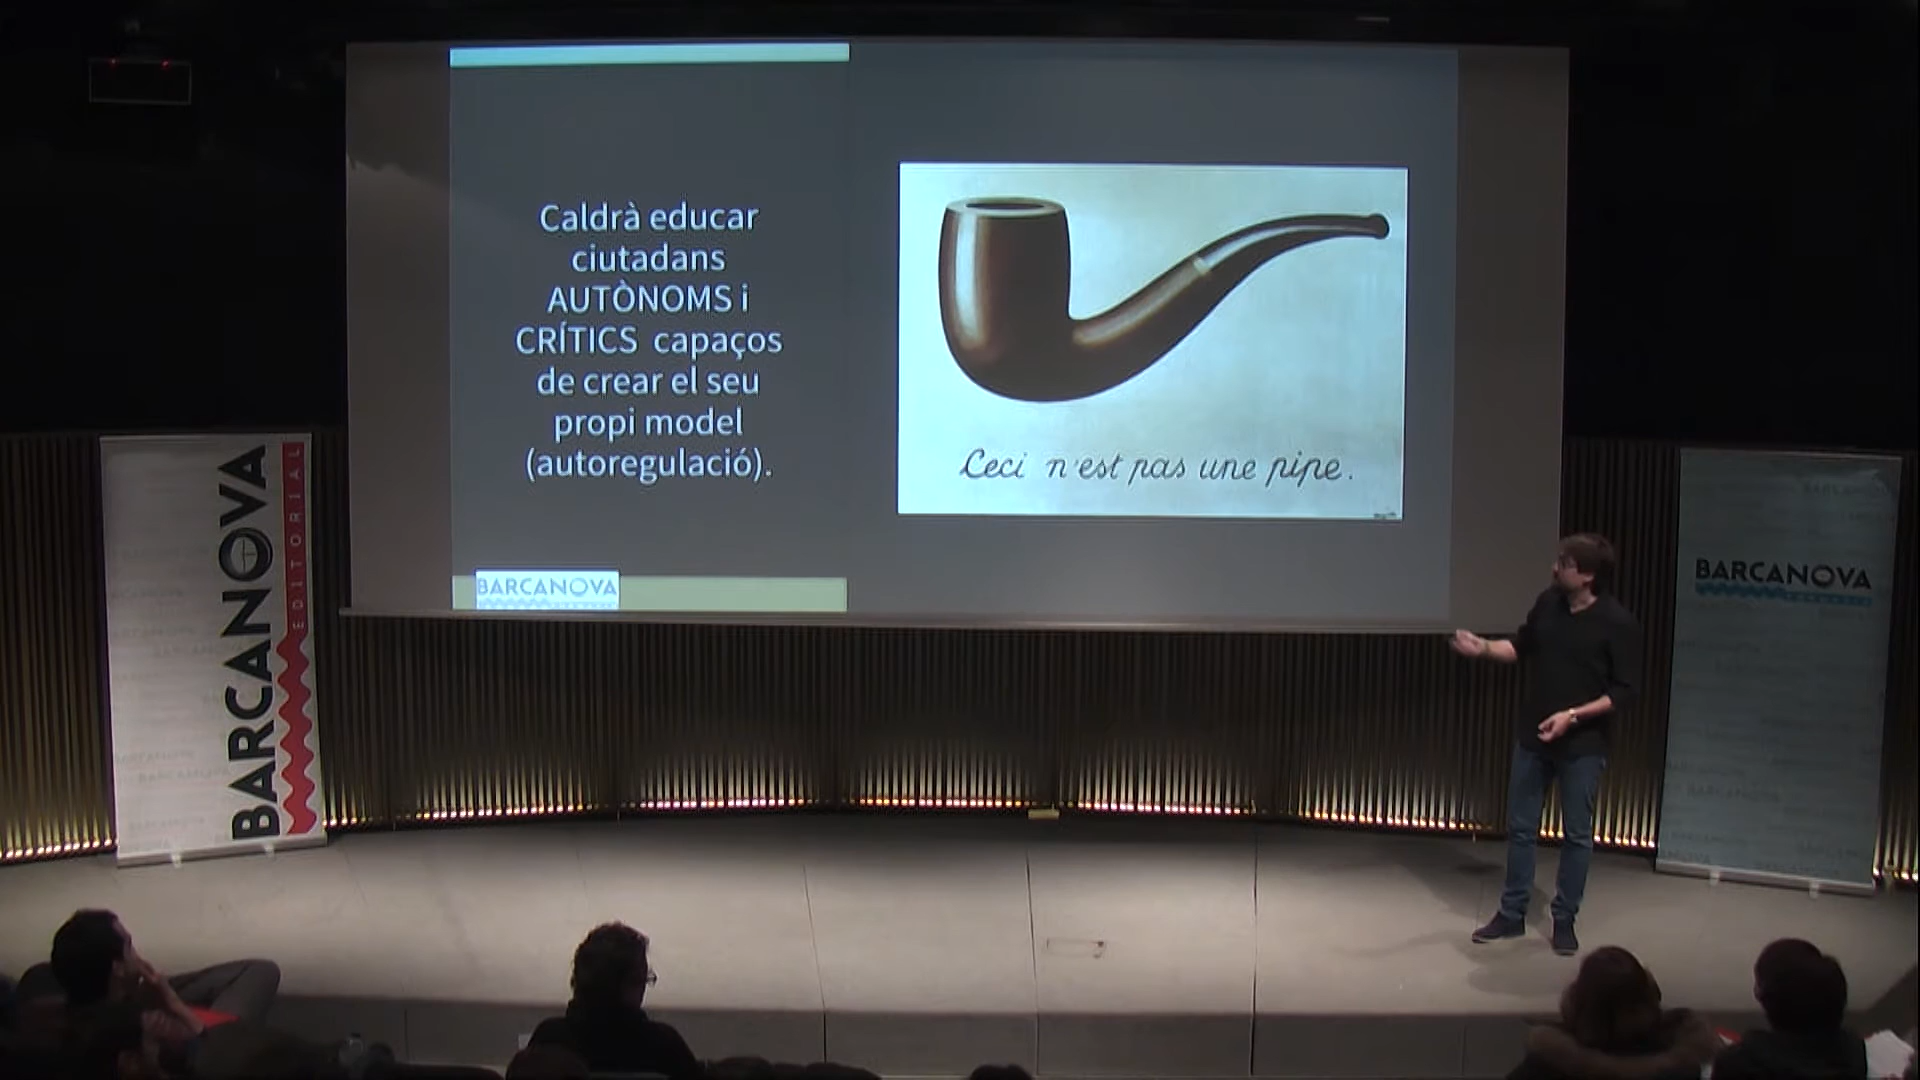 Caldrà educar
ciutadans
AUTÒNOMS i
CRÍTICS capaços
de crear el seu
propi model
(autoregulació).
BARCANOVA
Ceci n'est pas une pipe.
BARCANOVA
EDITORIAL
BARCANOVA